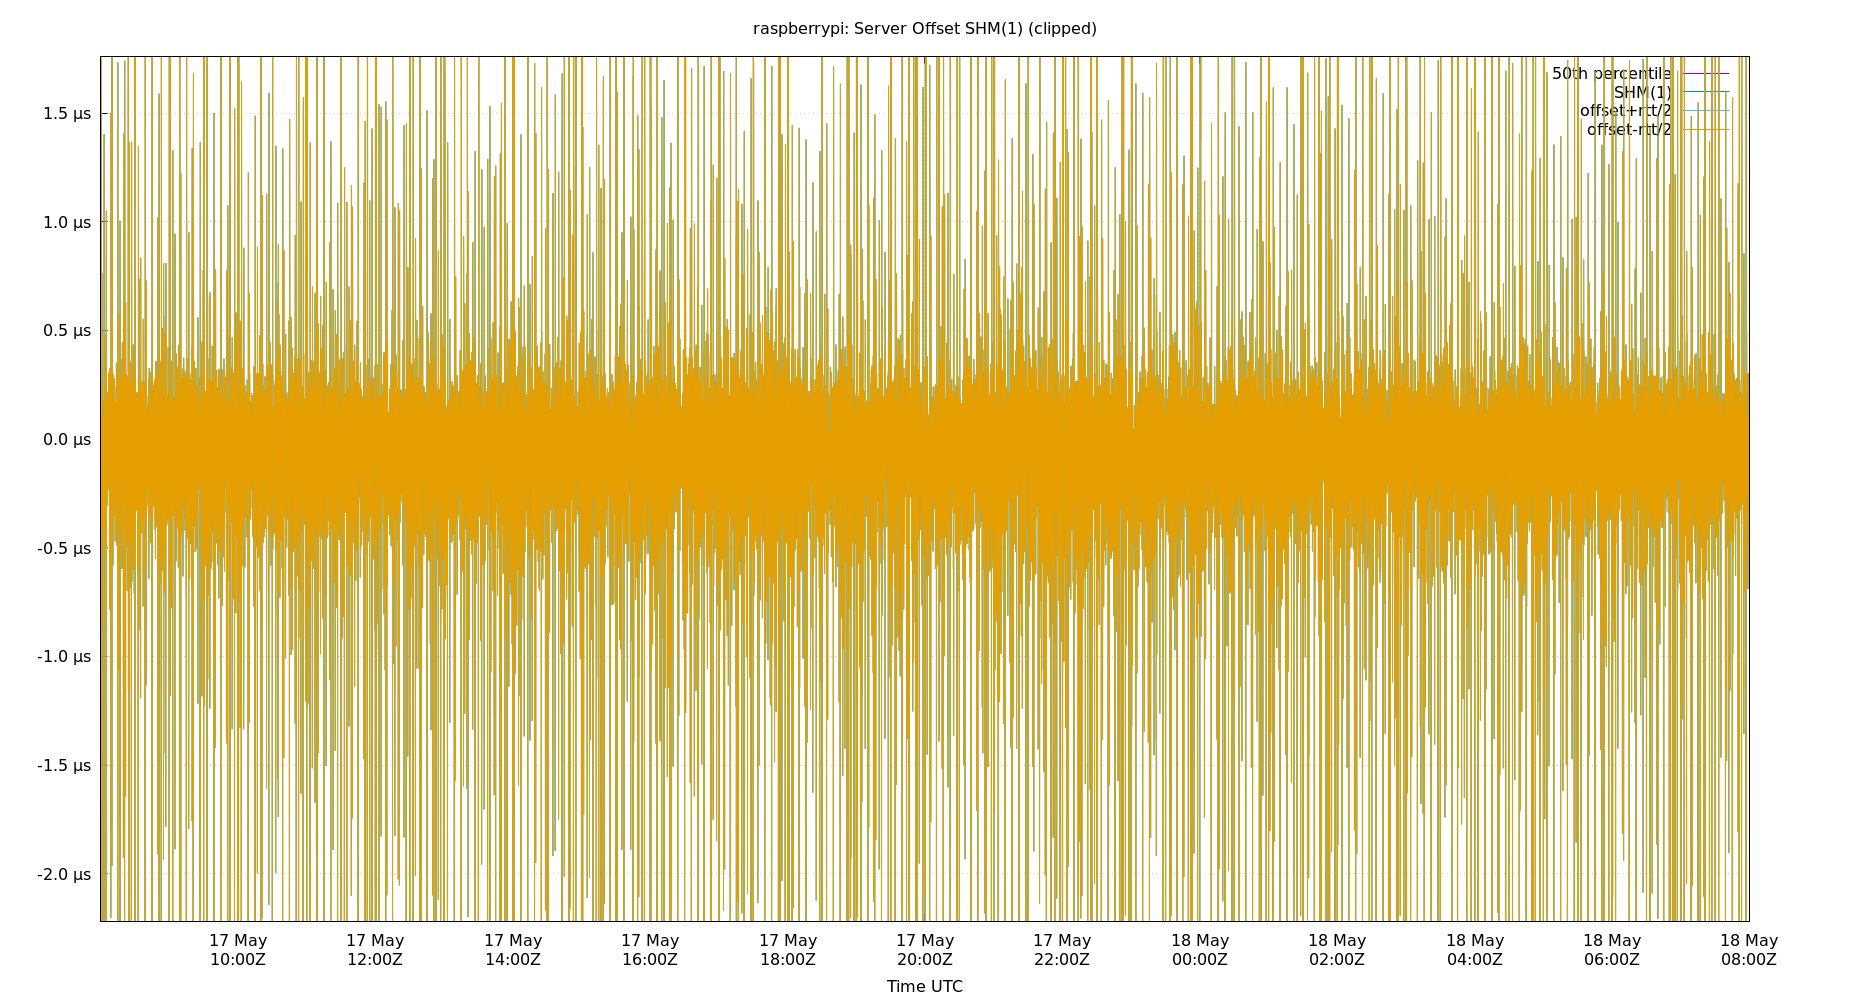 raspberrypi: Server Offset SHM(1) (clipped)
50th percentile
SHM(1)
offset+rtt/2
offset-rtt/2
1.5 µs
1.0 µs
0.5 µs
0.0 µs
-0.5 µs
-1.0 µs
-1.5 µs
-2.0 µs
17 May 17 May 17 May 17 May 17 May 17 May 17 May 18 May 18 May 18 May 18 May 18 May
10:00Z 12:00Z 14:00Z 16:00Z 18:00Z 20:00Z 22:00Z 00:00Z 02:00Z 04:00Z 06:00Z 08:00Z
Time UTC